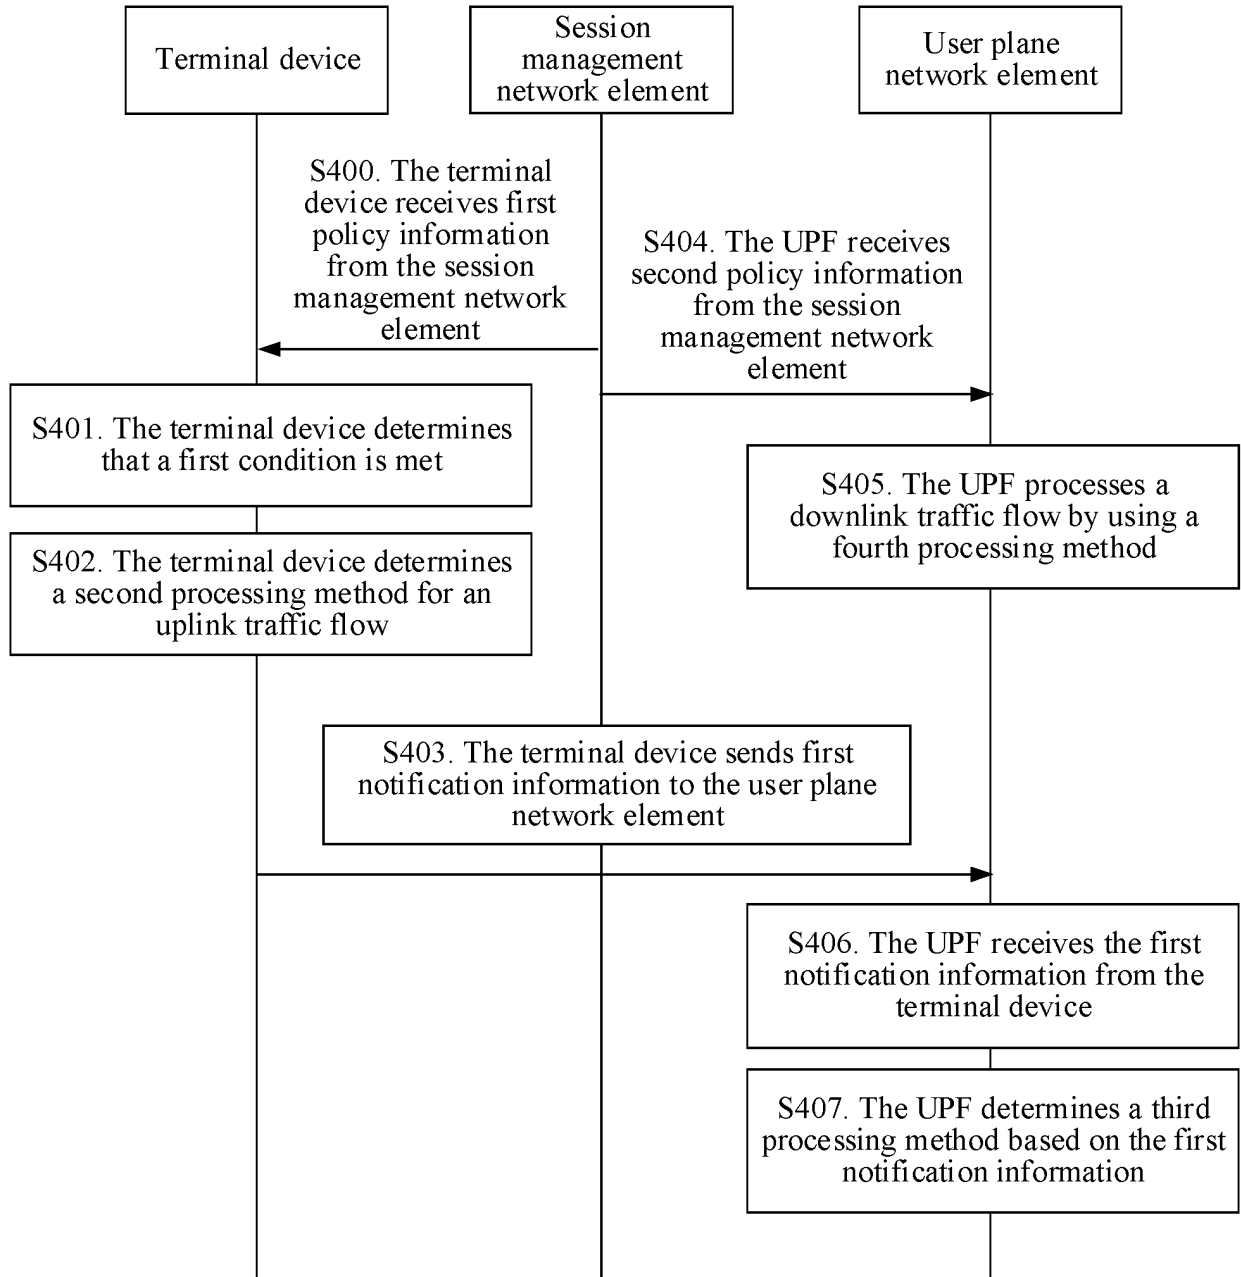 Terminal device
Session
management
network element
User plane
network element
S400. The terminal
device receives first
policy information
from the session
management network
element
S404. The UPF receives
second policy information
from the session
management network
element
S401. The terminal device determines
that a first condition is met
S405. The UPF processes a
downlink traffic flow by using a
fourth processing method
S402. The terminal device determines
a second processing method for an
uplink traffic flow
S403. The terminal device sends first
notification information to the user plane
network element
S406. The UPF receives the first
notification information from the
terminal device
S407. The UPF determines a third
processing method based on the first
notification information